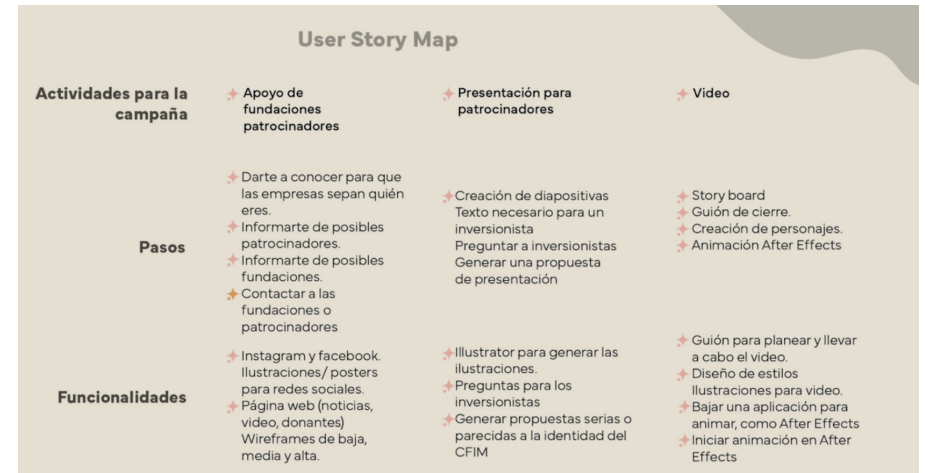 User Story Map
Actividades para la
campaña
Apoyo de
fundaciones
patrocinadores
Presentación para
patrocinadores
Video
Pasos
Darte a conocer para que
las empresas sepan quién
eres.
Informarte de posibles
patrocinadores.
Informarte de posibles
fundaciones.
Contactar a las
fundaciones o
patrocinadores
Creación de diapositivas
Texto necesario para un
inversionista
Preguntar a inversionistas
Generar una propuesta
de presentación
Story board
Guión de cierre.
Creación de personajes.
Animación After Effects
Funcionalidades
Instagram y facebook.
Ilustraciones/ posters
para redes sociales.
Página web (noticias,
video, donantes)
Wireframes de baja,
media y alta.
Illustrator para generar las
ilustraciones.
Preguntas para los
inversionistas
Generar propuestas serias o
parecidas a la identidad del
CFIM
Guión para planear y llevar
a cabo el video.
Diseño de estilos
Ilustraciones para video.
Bajar una aplicación para
animar, como After Effects
Iniciar animación en After
Effects